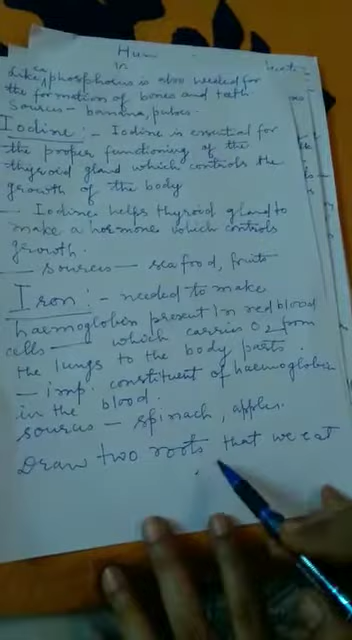 Hum
in
Like Ca, phosphorus is also needed for
the formation of bones and teeth
Sources - banana, pulses.
Iodine :- Iodine is essential for
the proper functioning of the
thyroid gland which controls the
growth of the body
- Iodine helps thyroid gland to
make a hormone which controls
growth.
- sources - seafood, fruits
Iron :- needed to make
haemoglobin present in red blood
cells - which carries O2 from
the lungs to the body parts.
- imp. constituent of haemoglobin
in the blood.
sources - spinach, apples.
Draw two roots that we eat